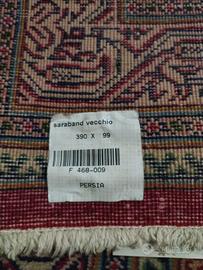 saraband vecchio
390 X 99
F 468-009
PERSIA